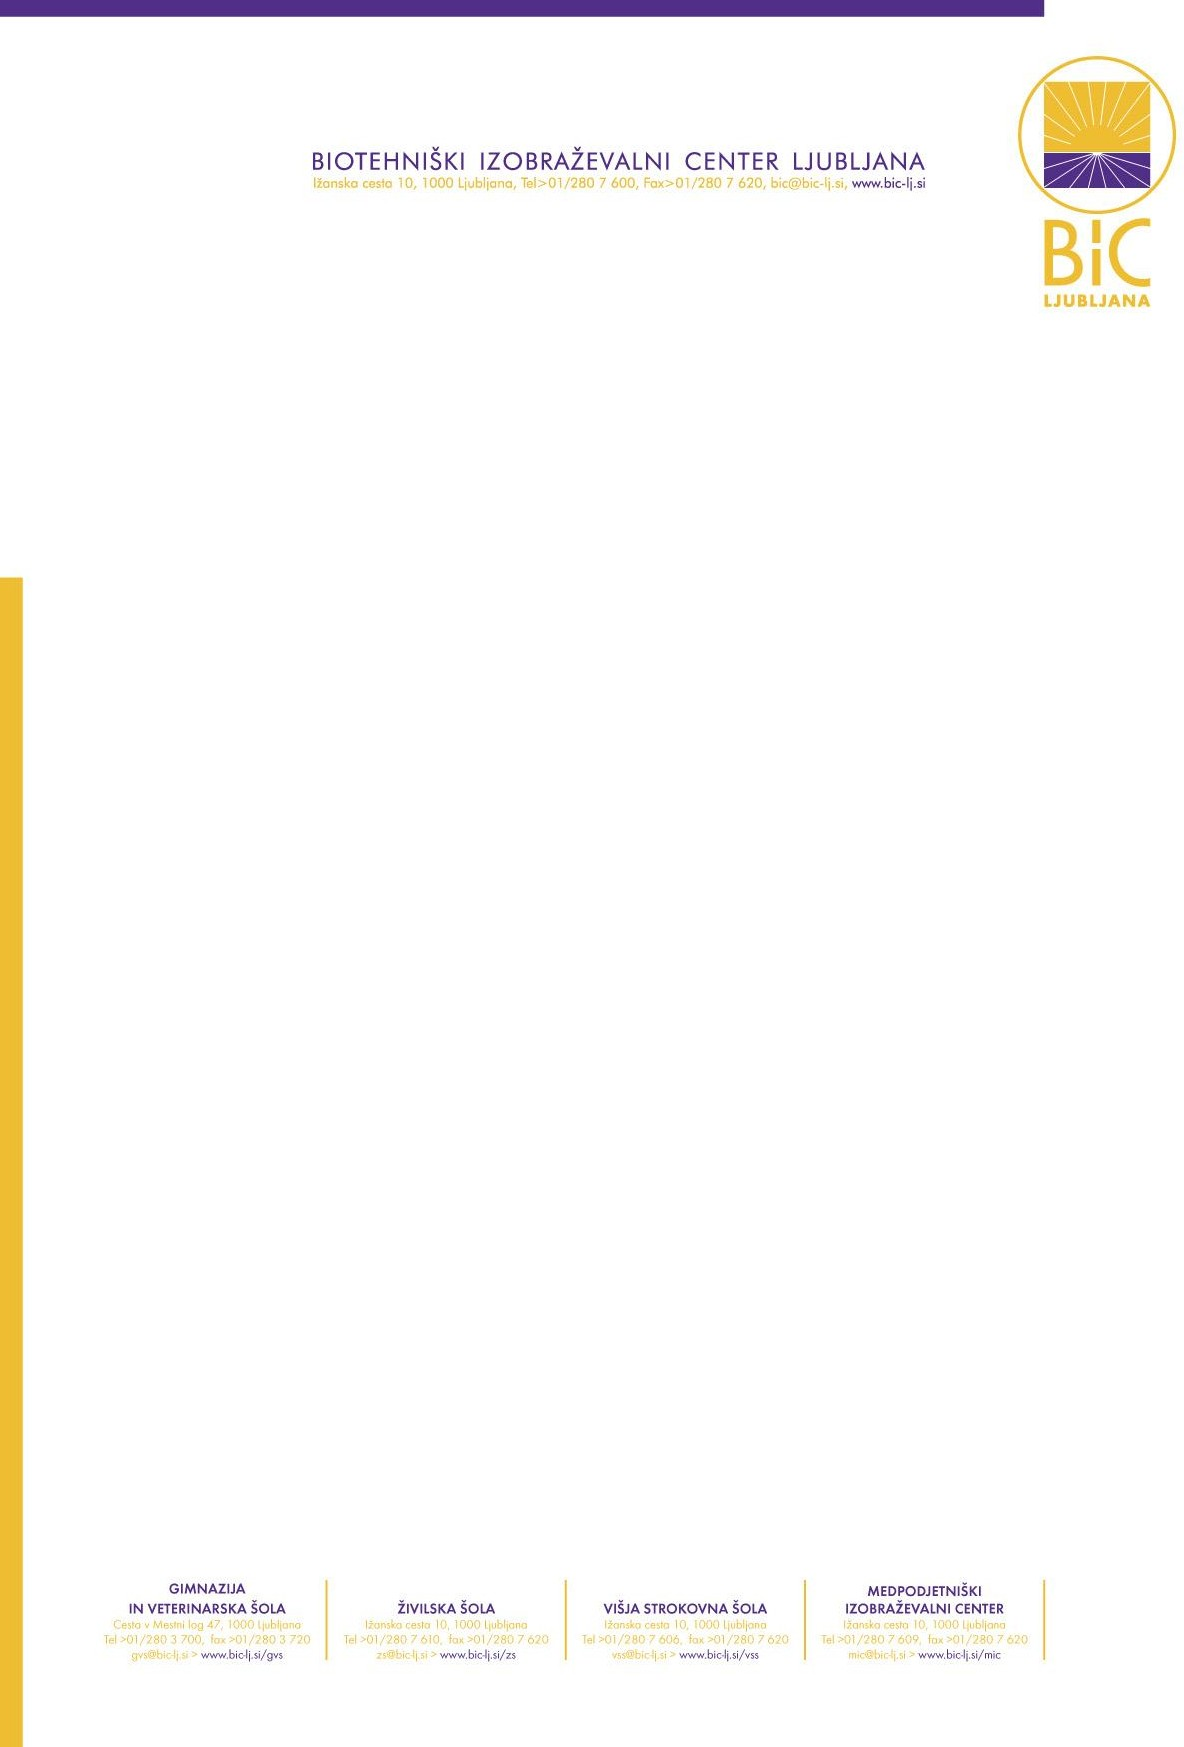 BIOTEHNIŠKI IZOBRAŽEVALNI CENTER LJUBLJANA
Ižanska cesta 10, 1000 Ljubljana, Tel>01/280 7 600, Fax>01/280 7 620, bic@bic-lj.si, www.bic-lj.si
BiC
LJUBLJANA
GIMNAZIJA
IN VETERINARSKA ŠOLA
Cesta v Mestni log 47, 1000 Ljubljana
Tel >01/280 3 700, fax >01/280 3 720
gvs@bic-lj.si > www.bic-lj.si/gvs
ŽIVILSKA ŠOLA
Ižanska cesta 10, 1000 Ljubljana
Tel >01/280 7 610, fax >01/280 7 620
zs@bic-lj.si > www.bic-lj.si/zs
VIŠJA STROKOVNA ŠOLA
Ižanska cesta 10, 1000 Ljubljana
Tel >01/280 7 606, fax >01/280 7 620
vss@bic-lj.si > www.bic-lj.si/vss
MEDPODJETNIŠKI
IZOBRAŽEVALNI CENTER
Ižanska cesta 10, 1000 Ljubljana
Tel >01/280 7 609, fax >01/280 7 620
mic@bic-lj.si > www.bic-lj.si/mic